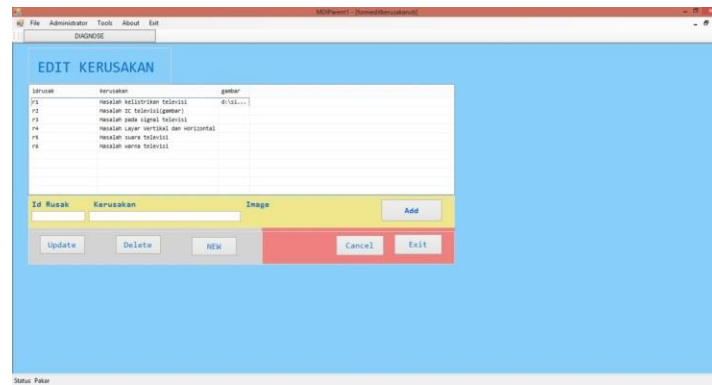 MDIParent1 - [formeditkerusakanvb]
File Administrator Tools About Exit
DIAGNOSE
EDIT KERUSAKAN
idrusak kerusakan gambar
r1 Masalah kelistrikan televisi d:\si...
r2 Masalah IC televisi(gambar)
r3 Masalah pada signal televisi
r4 Masalah Layar Vertikal dan Horizontal
r5 Masalah suara televisi
r6 Masalah warna televisi
Id Rusak Kerusakan Image
Add
Update Delete NEW Cancel Exit
Status Pakar